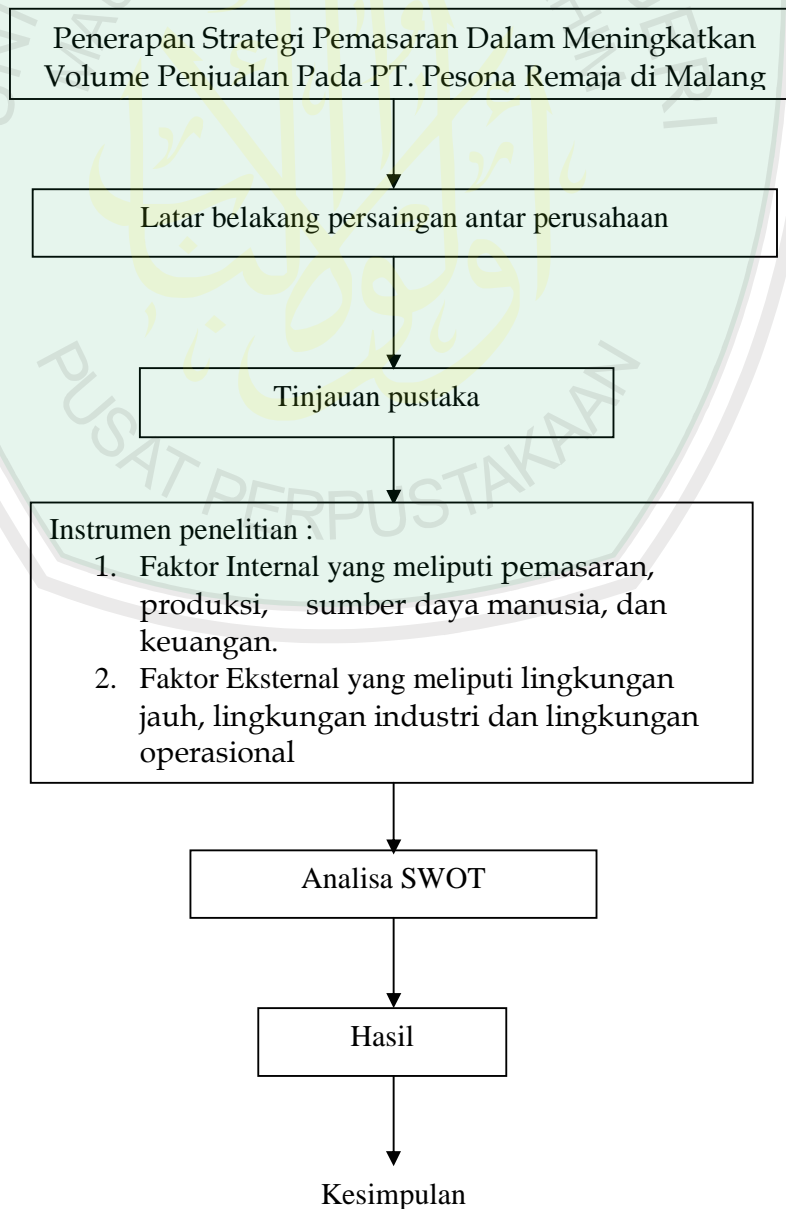 Penerapan Strategi Pemasaran Dalam Meningkatkan
Volume Penjualan Pada PT. Pesona Remaja di Malang
Latar belakang persaingan antar perusahaan
Tinjauan pustaka
PUSAT PERPUSTAKAAN
Instrumen penelitian :
1. Faktor Internal yang meliputi pemasaran,
produksi, sumber daya manusia, dan
keuangan.
2. Faktor Eksternal yang meliputi lingkungan
jauh, lingkungan industri dan lingkungan
operasional
Analisa SWOT
Hasil
Kesimpulan